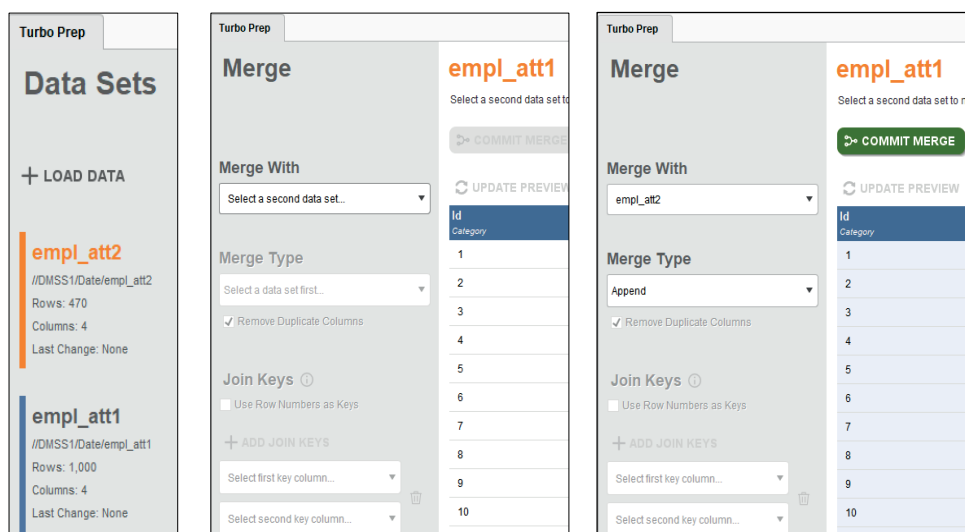 Turbo Prep
Data Sets
+ LOAD DATA
empl_att2
//DMSS1/Date/empl_att2
Rows: 470
Columns: 4
Last Change: None
empl_att1
//DMSS1/Date/empl_att1
Rows: 1,000
Columns: 4
Last Change: None
Turbo Prep
Merge
Merge With
Select a second data set...
Merge Type
Select a data set first...
Remove Duplicate Columns
Join Keys
Use Row Numbers as Keys
+ ADD JOIN KEYS
Select first key column...
Select second key column...
empl_att1
Select a second data set to
COMMIT MERGE
UPDATE PREVIEW
Id
Category
1
2
3
4
5
6
7
8
9
10
Turbo Prep
Merge
Merge With
empl_att2
Merge Type
Append
Remove Duplicate Columns
Join Keys
Use Row Numbers as Keys
+ ADD JOIN KEYS
Select first key column...
Select second key column...
empl_att1
Select a second data set to
COMMIT MERGE
UPDATE PREVIEW
Id
Category
1
2
3
4
5
6
7
8
9
10